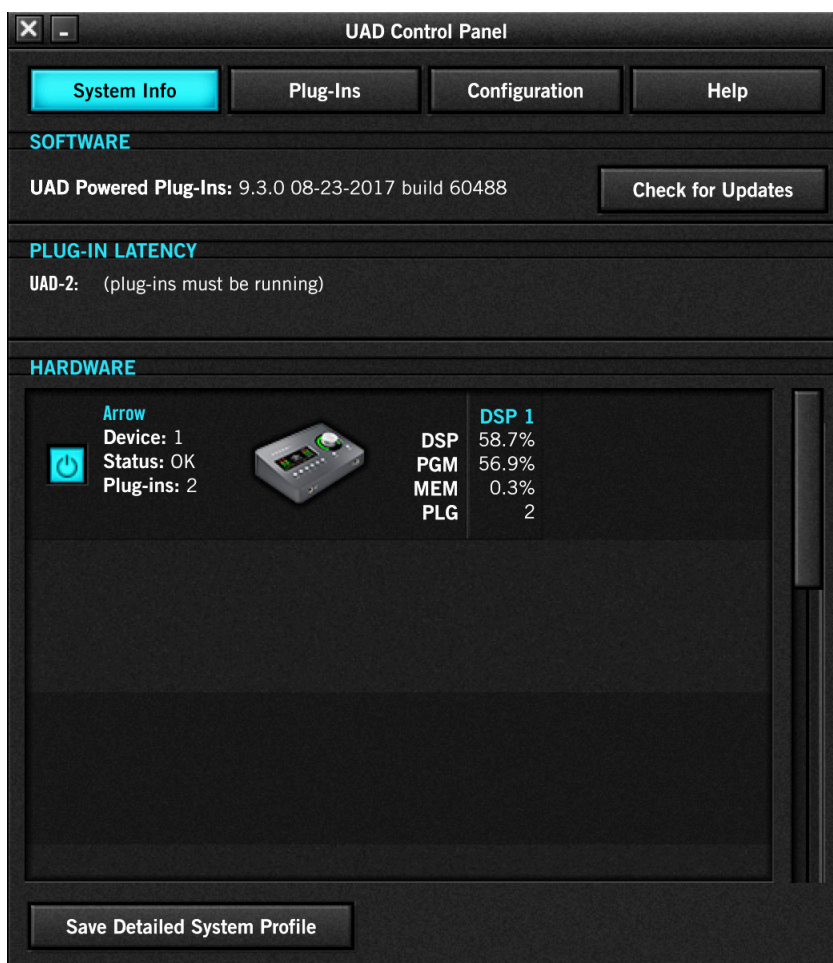 UAD Control Panel
System Info Plug-Ins Configuration Help
SOFTWARE
UAD Powered Plug-Ins: 9.3.0 08-23-2017 build 60488 Check for Updates
PLUG-IN LATENCY
UAD-2: (plug-ins must be running)
HARDWARE
Arrow DSP 1
Device: 1 DSP 58.7%
Status: OK PGM 56.9%
Plug-ins: 2 MEM 0.3%
PLG 2
Save Detailed System Profile